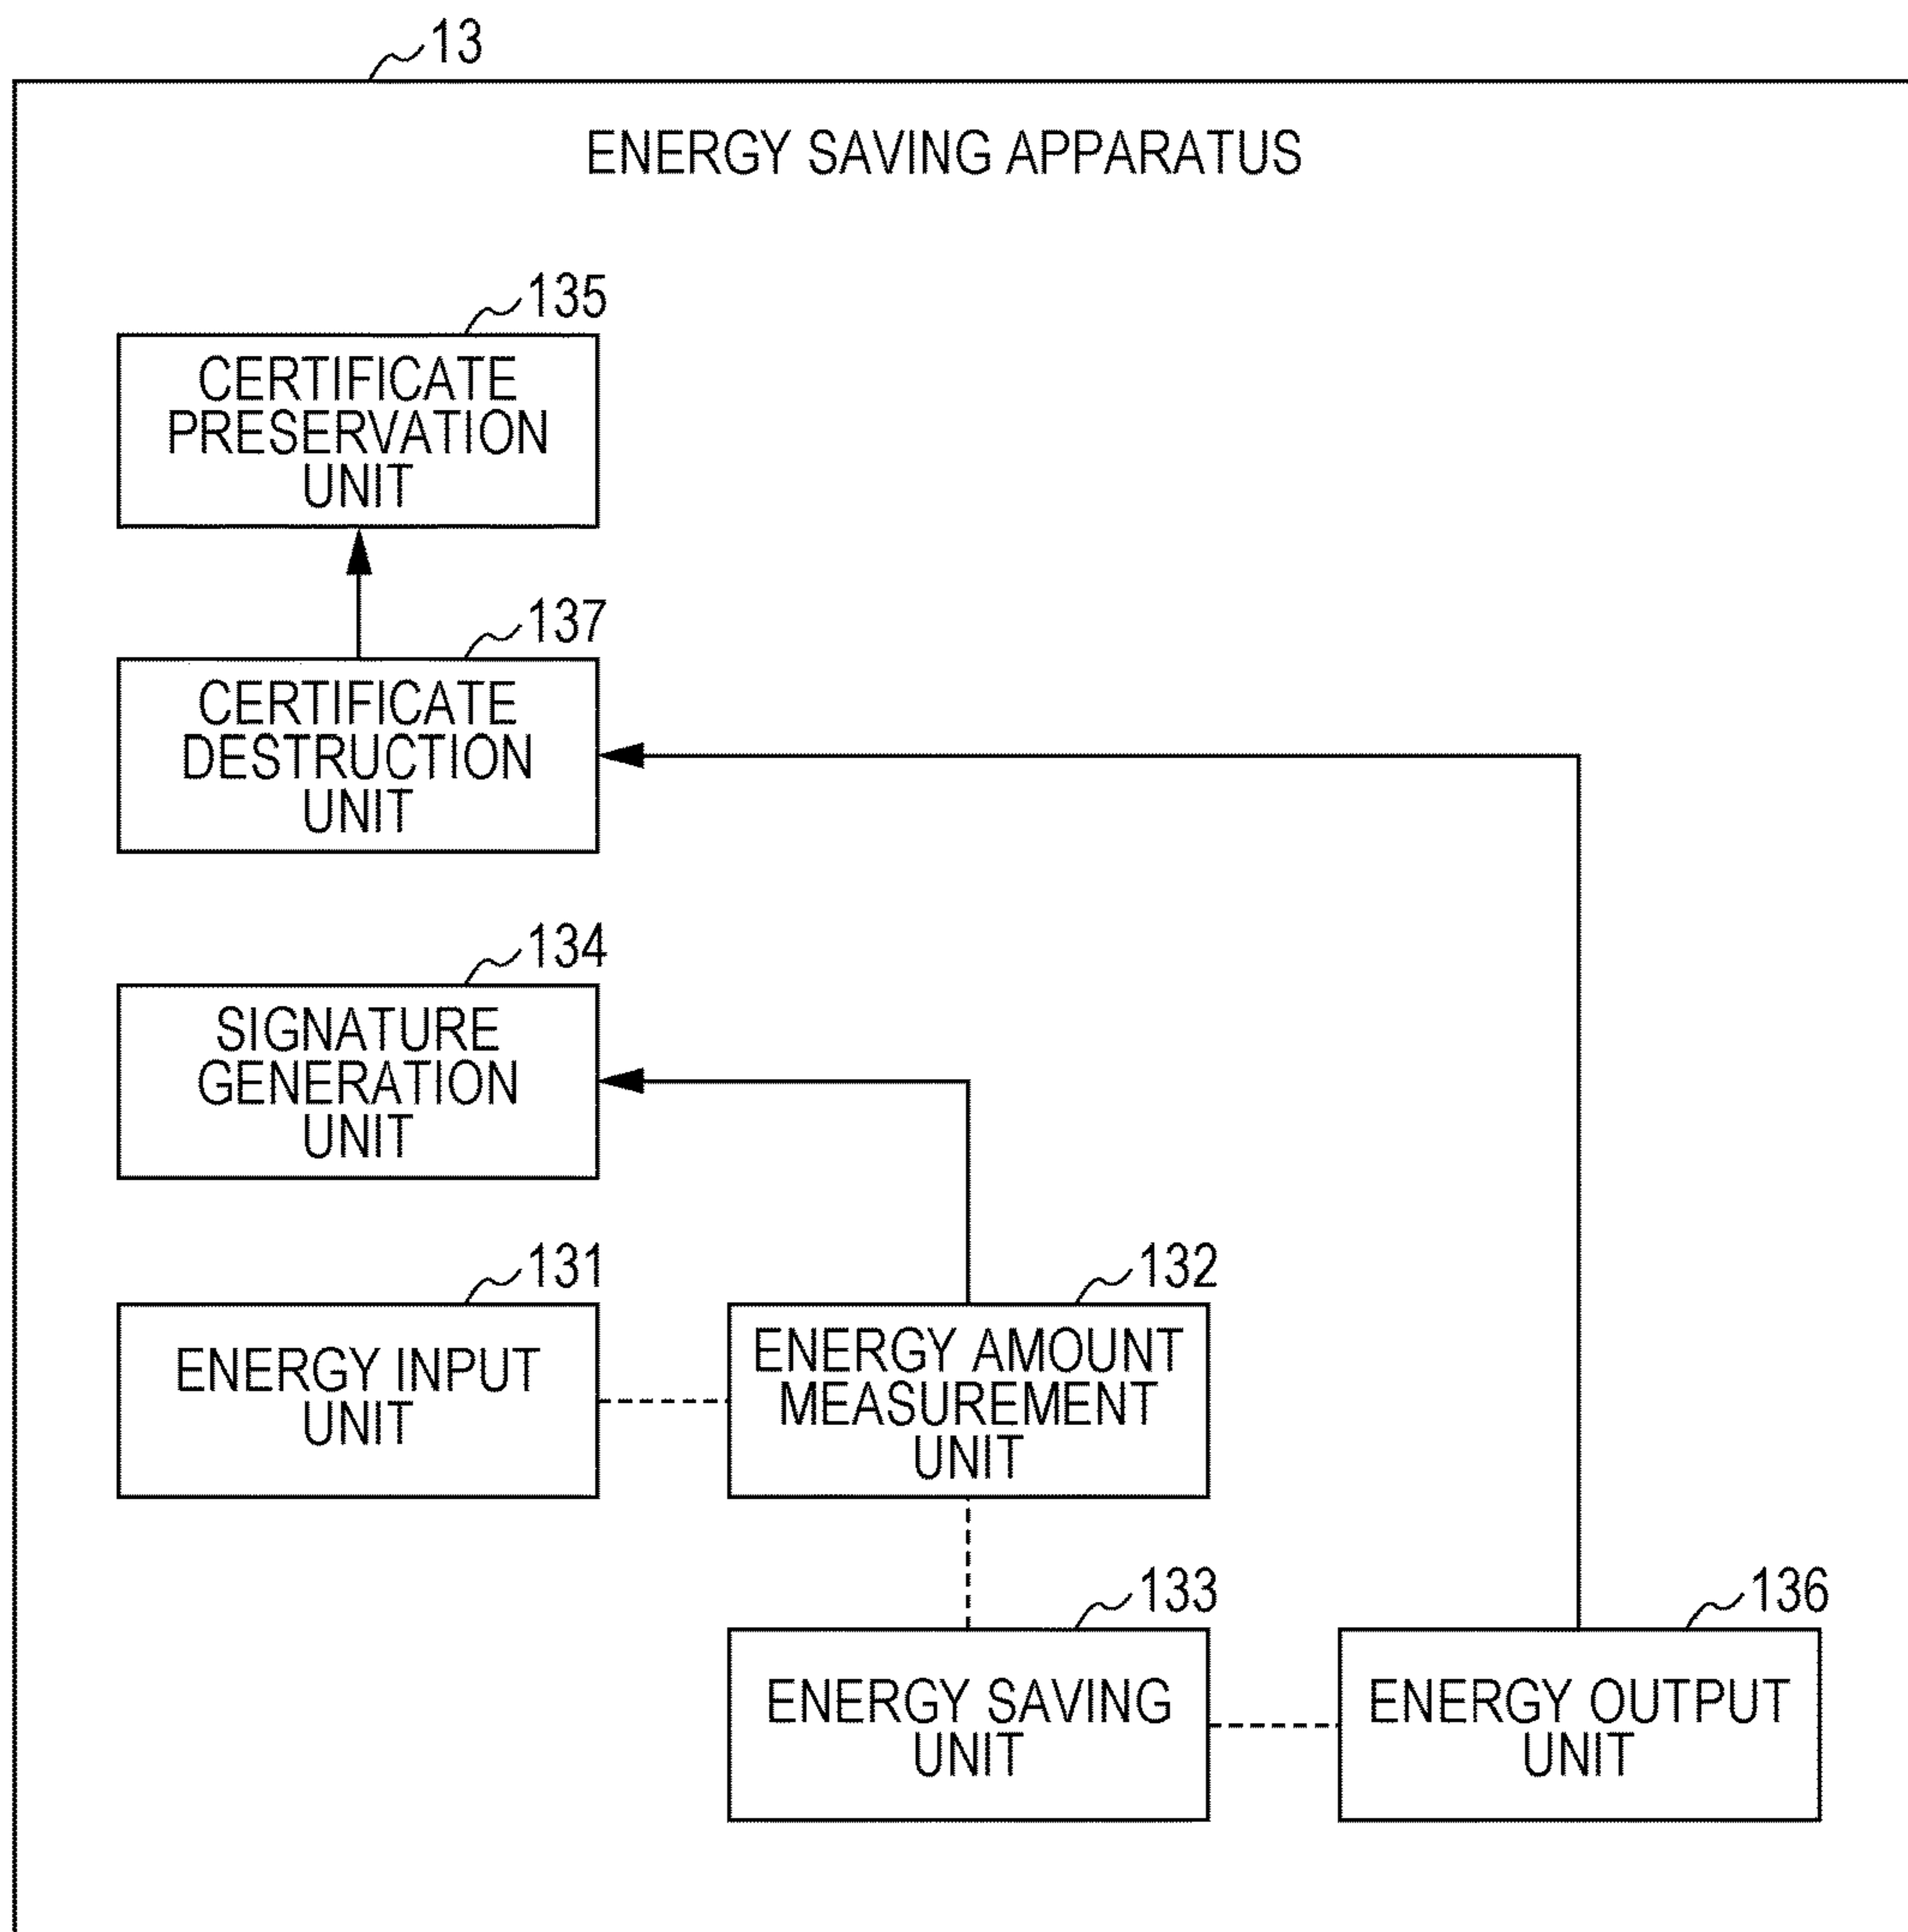 13
ENERGY SAVING APPARATUS
135
CERTIFICATE
PRESERVATION
UNIT
137
CERTIFICATE
DESTRUCTION
UNIT
134
SIGNATURE
GENERATION
UNIT
131
ENERGY INPUT
UNIT
132
ENERGY AMOUNT
MEASUREMENT
UNIT
133
ENERGY SAVING
UNIT
136
ENERGY OUTPUT
UNIT